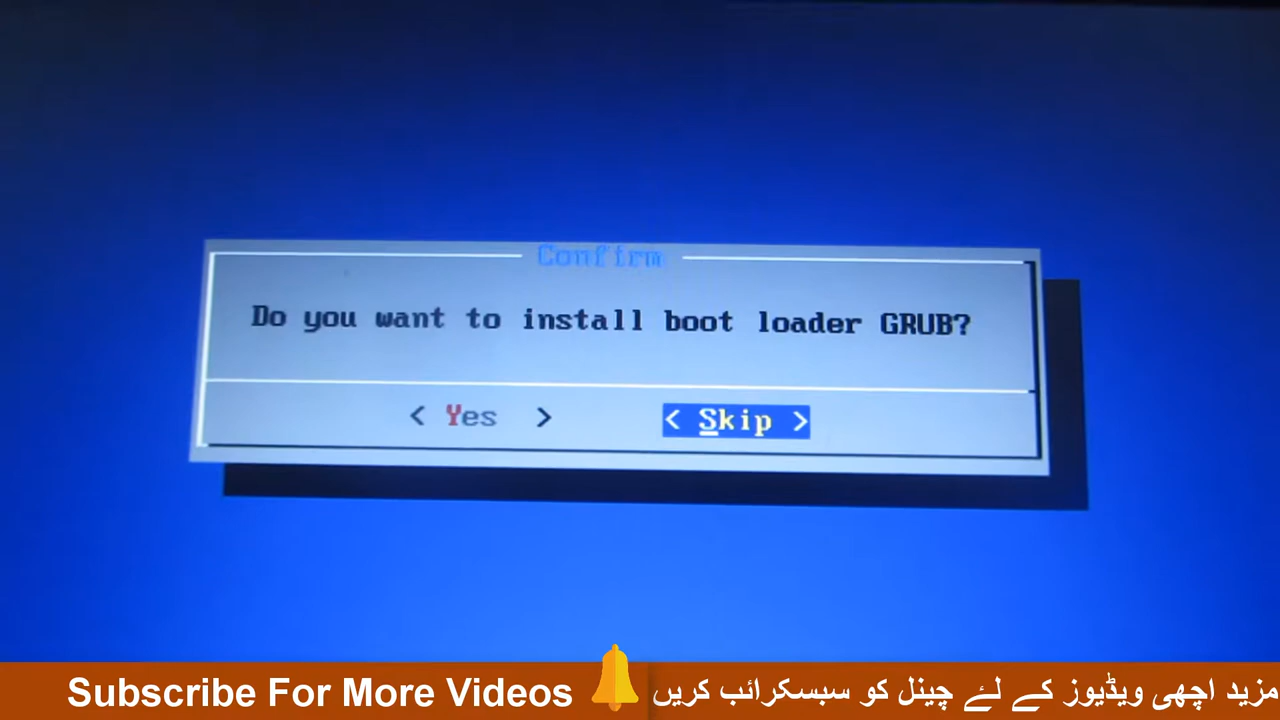 Confirm
Do you want to install boot loader GRUB?
< Yes >
< Skip >
Subscribe For More Videos
مزید اچھی ویڈیوز کے لئے چینل کو سبسکرائب کریں